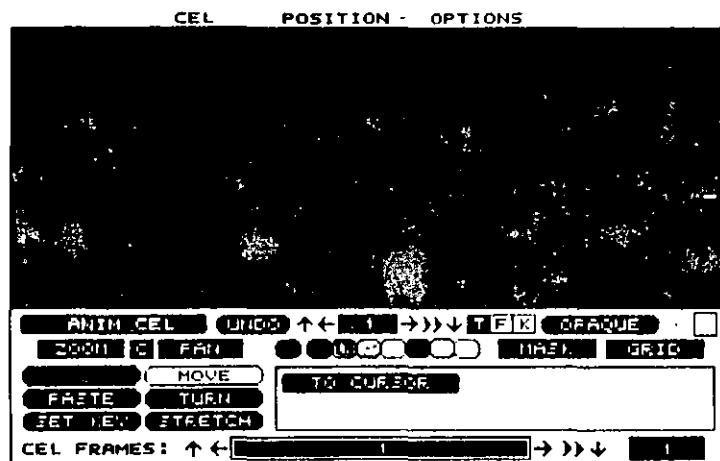 CEL POSITION - OPTIONS
ANIM CEL UNDO ↑ ← 1 → >> ↓ T F K OPAQUE
ZOOM C PAN MASK GRID
MOVE TO CURSOR
PASTE TURN
SET KEY STRETCH
CEL FRAMES: ↑ ← 1 → >> ↓ 1